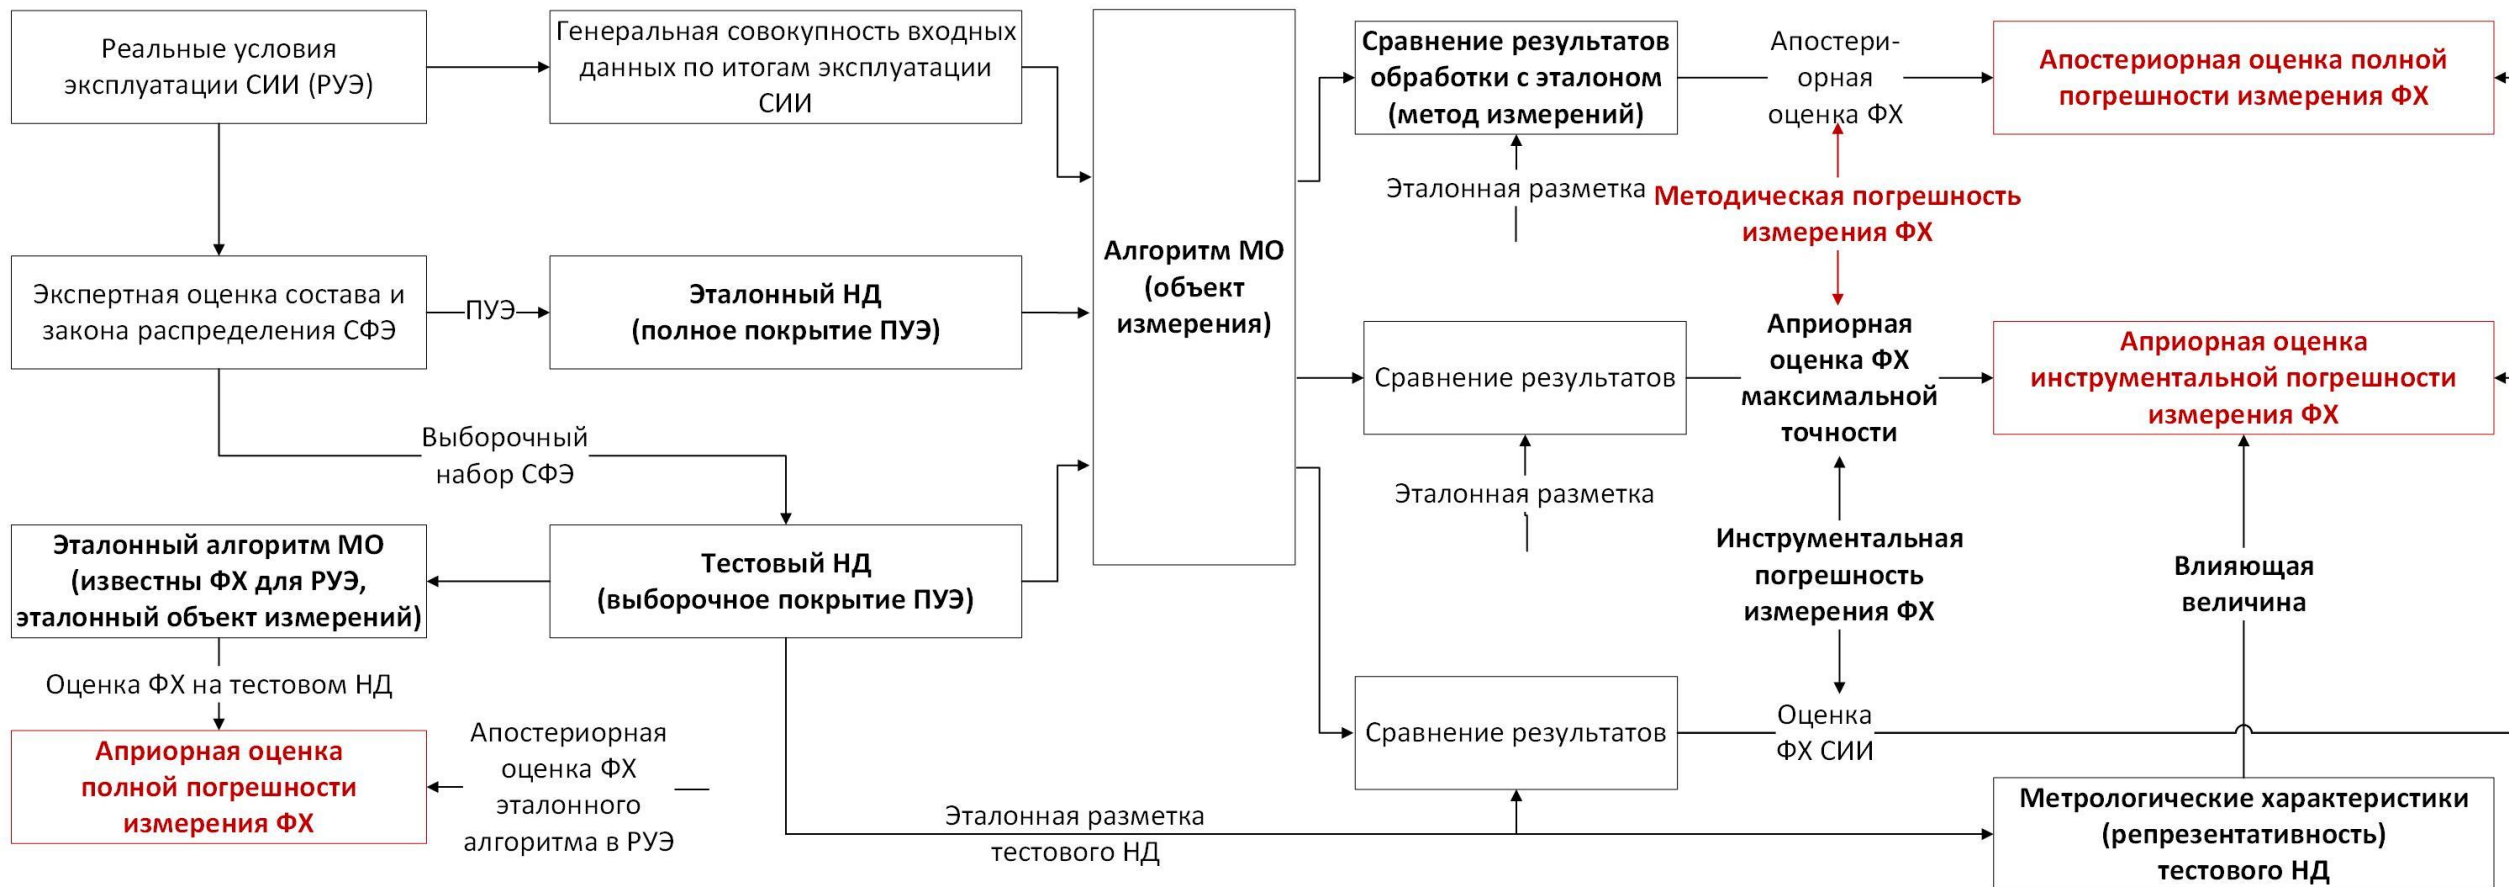 Реальные условия
эксплуатации СИИ (РУЭ)
Генеральная совокупность входных
данных по итогам эксплуатации
СИИ
Сравнение результатов
обработки с эталоном
(метод измерений)
Апостери-
орная
оценка ФХ
Апостериорная оценка полной
погрешности измерения ФХ
Эталонная разметка
Методическая погрешность
измерения ФХ
Алгоритм МО
(объект
измерения)
Экспертная оценка состава и
закона распределения СФЭ
ПУЭ
Эталонный НД
(полное покрытие ПУЭ)
Сравнение результатов
Априорная
оценка ФХ
максимальной
точности
Априорная оценка
инструментальной погрешности
измерения ФХ
Выборочный
набор СФЭ
Эталонная разметка
Эталонный алгоритм МО
(известны ФХ для РУЭ,
эталонный объект измерений)
Тестовый НД
(выборочное покрытие ПУЭ)
Инструментальная
погрешность
измерения ФХ
Влияющая
величина
Оценка ФХ на тестовом НД
Сравнение результатов
Оценка
ФХ СИИ
Априорная оценка
полной погрешности
измерения ФХ
Апостериорная
оценка ФХ
эталонного
алгоритма в РУЭ
Эталонная разметка
тестового НД
Метрологические характеристики
(репрезентативность)
тестового НД